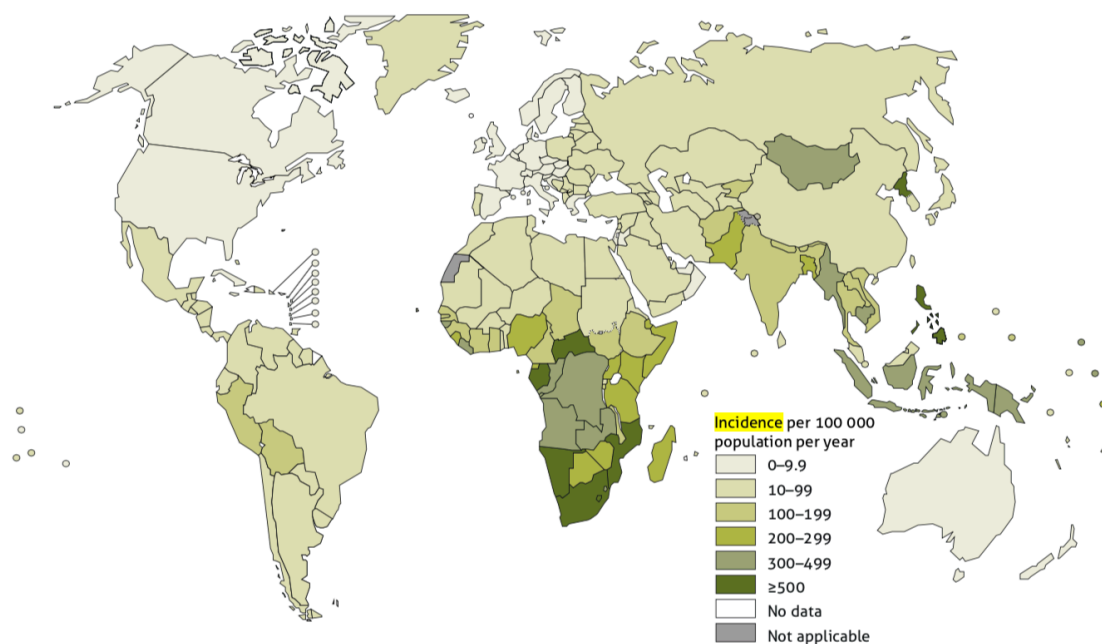 Incidence per 100 000
population per year
0–9.9
10–99
100–199
200–299
300–499
≥500
No data
Not applicable